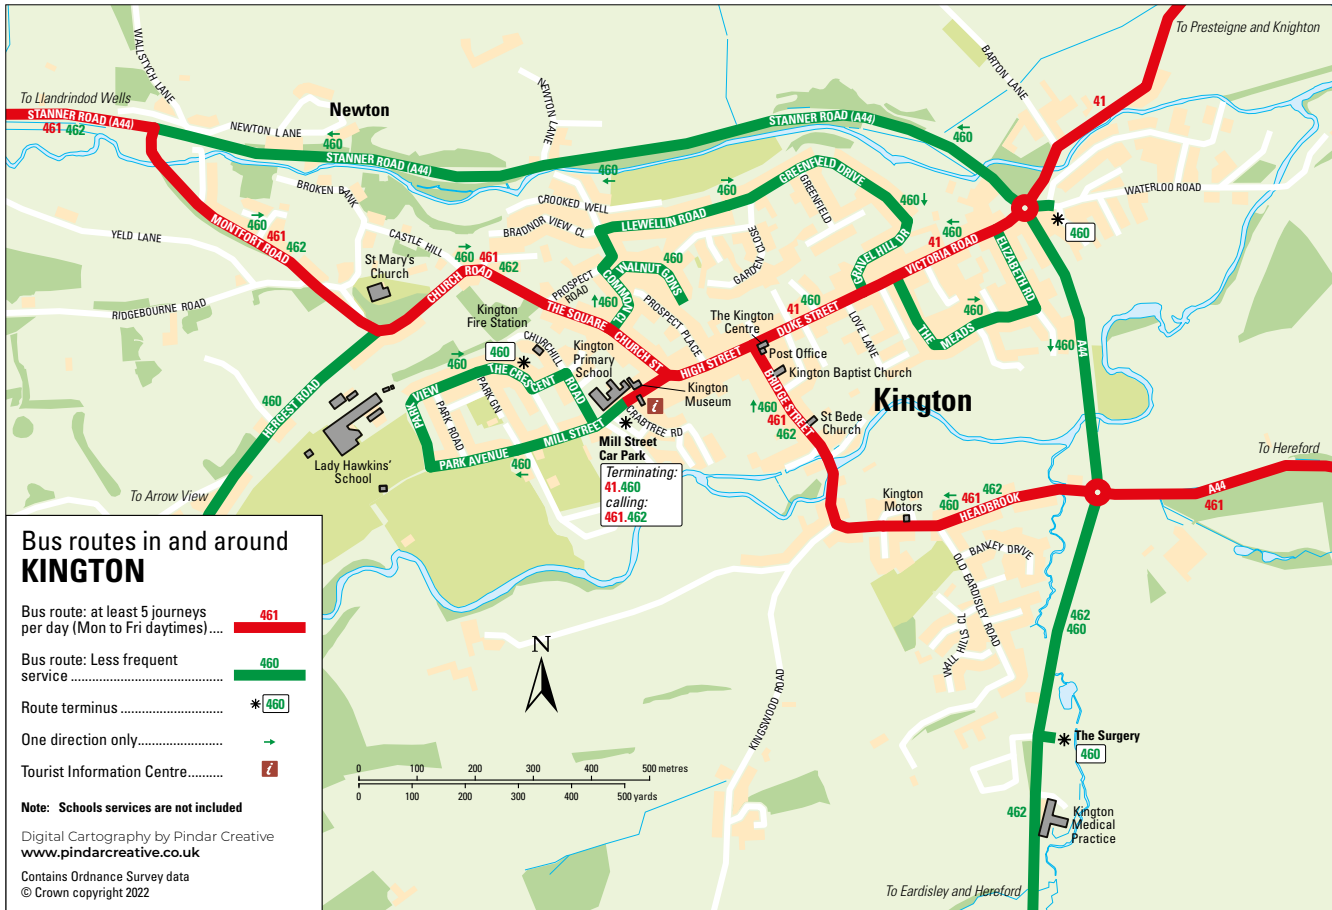 To Presteigne and Knighton
WALLSTYCH LANE
BARTON LANE
To Llandrindod Wells
STANNER ROAD (A44)
461 462
Newton
NEWTON LANE
NEWTON LANE
460
STANNER ROAD (A44)
STANNER ROAD (A44)
460
41
460
BROKEN BANK
CROOKED WELL
BRADNOR VIEW CL
LLEWELLIN ROAD
460
GREENFIELD DRIVE
GREENFIELD
460
WATERLOO ROAD
460
MONTFORT ROAD
460
461
462
YELD LANE
CASTLE HILL
St Mary's
Church
CHURCH ROAD
460
461
462
GARDEN CLOSE
GRAVEL HILL DR
41
460
VICTORIA ROAD
ELIZABETH RD
PROSPECT
ROAD
WALNUT GDNS
460
COMMON CL
460
PROSPECT PLACE
RIDGEBOURNE ROAD
Kington
Fire Station
THE SQUARE
CHURCH ST
The Kington
Centre
41
460
DUKE STREET
LOVE LANE
THE MEADS
460
460
A44
460
CHURCHILL
ROAD
Kington
Primary
School
HIGH STREET
Post Office
Kington Baptist Church
460
HERGEST ROAD
460
PARK VIEW
THE CRESCENT
PARK GN
PARK ROAD
Kington
Museum
i
BRIDGE STREET
460
461
462
Kington
St Bede
Church
CRABTREE RD
MILL STREET
PARK AVENUE
460
Mill Street
Car Park
Terminating:
41.460
calling:
461.462
Lady Hawkins'
School
To Arrow View
To Hereford
Kington
Motors
460
461
462
HEADBROOK
A44
461
BANLEY DRIVE
OLD EARDISLEY ROAD
WALL HILLS CL
KINGSWOOD ROAD
462
460
The Surgery
460
462
Kington
Medical
Practice
To Eardisley and Hereford
N
0 100 200 300 400 500 metres
0 100 200 300 400 500 yards
Bus routes in and around
KINGTON
Bus route: at least 5 journeys
per day (Mon to Fri daytimes).... 461
Bus route: Less frequent
service .......................................... 460
Route terminus ............................ 460
One direction only.......................
Tourist Information Centre.......... i
Note: Schools services are not included
Digital Cartography by Pindar Creative
www.pindarcreative.co.uk
Contains Ordnance Survey data
© Crown copyright 2022